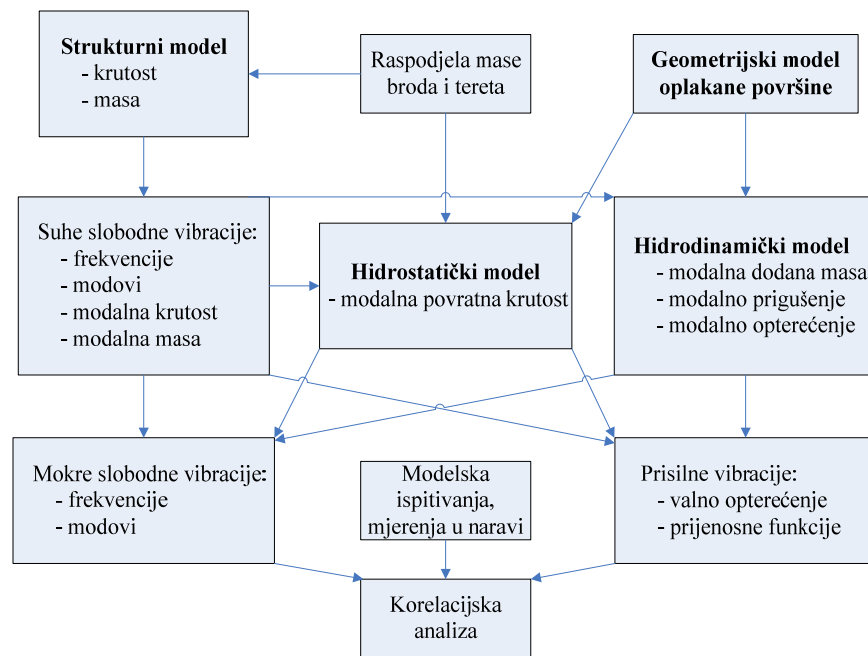 Strukturni model
- krutost
- masa
Raspodjela mase
broda i tereta
Geometrijski model
oplakane površine
Suhe slobodne vibracije:
- frekvencije
- modovi
- modalna krutost
- modalna masa
Hidrostatički model
- modalna povratna krutost
Hidrodinamički model
- modalna dodana masa
- modalno prigušenje
- modalno opterećenje
Mokre slobodne vibracije:
- frekvencije
- modovi
Modelska
ispitivanja,
mjerenja u naravi
Prisilne vibracije:
- valno opterećenje
- prijenosne funkcije
Korelacijska
analiza